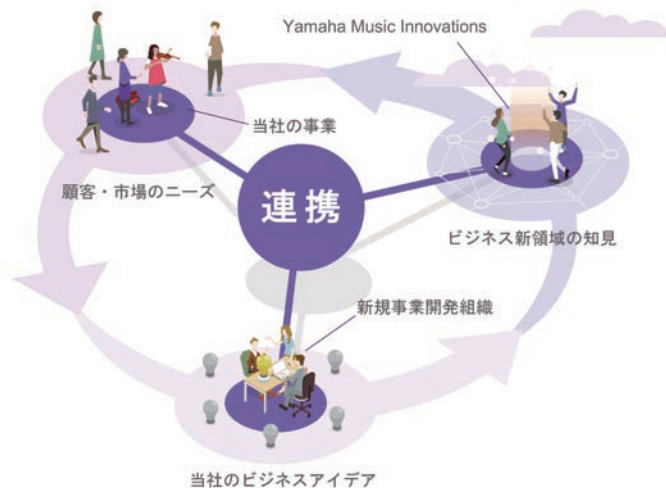 Yamaha Music Innovations
当社の事業
顧客・市場のニーズ
連携
ビジネス新領域の知見
新規事業開発組織
当社のビジネスアイデア